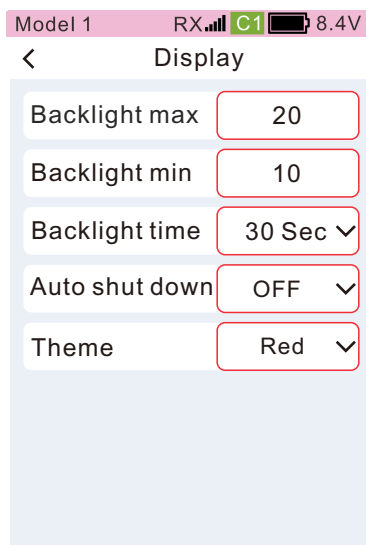 Model 1 RX C1 8.4V
Display
Backlight max 20
Backlight min 10
Backlight time 30 Sec
Auto shut down OFF
Theme Red